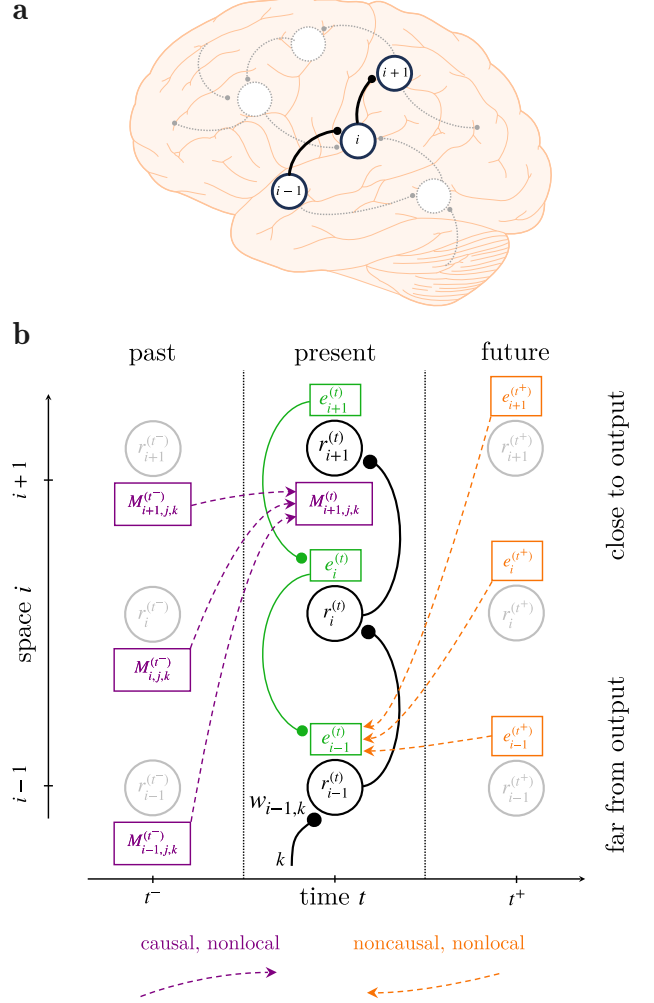 a
i + 1
i
i − 1
b
past present future
e_{i+1}^{(t)} e_{i+1}^{(t^+)}
r_{i+1}^{(t^-)} r_{i+1}^{(t)} r_{i+1}^{(t^+)}
i + 1
M_{i+1,j,k}^{(t^-)} M_{i+1,j,k}^{(t)}
close to output
e_i^{(t)} e_i^{(t^+)}
r_i^{(t^-)} r_i^{(t)} r_i^{(t^+)}
space i
M_{i,j,k}^{(t^-)}
e_{i−1}^{(t)} e_{i−1}^{(t^+)}
far from output
r_{i−1}^{(t^-)} r_{i−1}^{(t)} r_{i−1}^{(t^+)}
i − 1
w_{i−1,k}
M_{i−1,j,k}^{(t^-)}
k
t^- time t t^+
causal, nonlocal noncausal, nonlocal